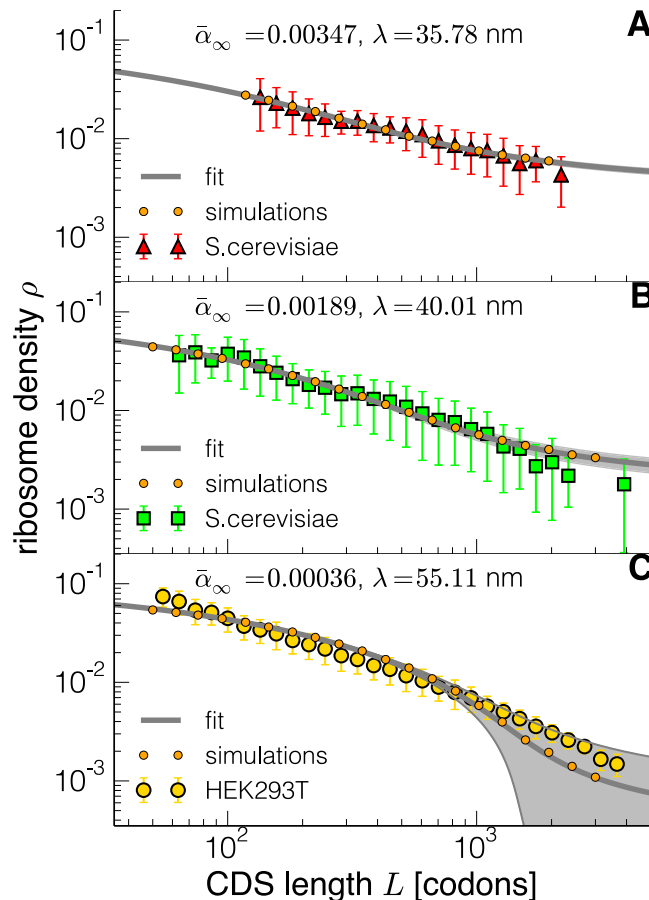 A
ᾱ∞ =0.00347, λ=35.78 nm
10⁻¹
10⁻²
10⁻³
fit
simulations
S.cerevisiae
B
ᾱ∞ =0.00189, λ=40.01 nm
10⁻¹
10⁻²
10⁻³
fit
simulations
S.cerevisiae
ribosome density ρ
C
ᾱ∞ =0.00036, λ=55.11 nm
10⁻¹
10⁻²
10⁻³
fit
simulations
HEK293T
10² 10³
CDS length L [codons]